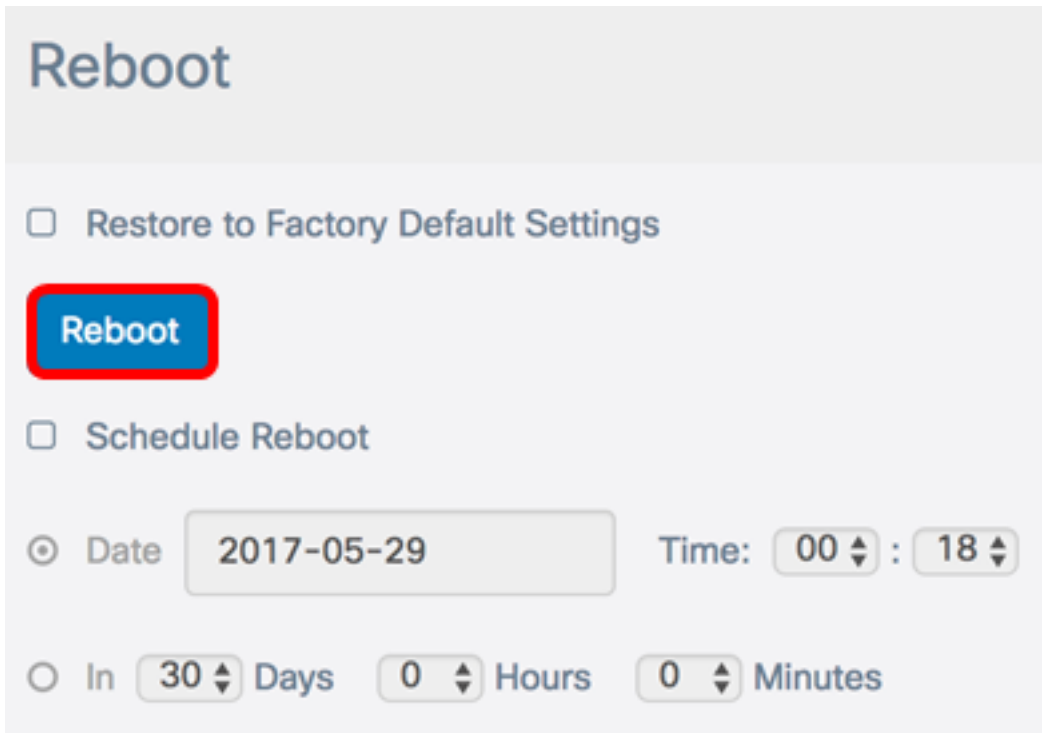 Reboot
Restore to Factory Default Settings
Reboot
Schedule Reboot
Date 2017-05-29 Time: 00 : 18
In 30 Days 0 Hours 0 Minutes